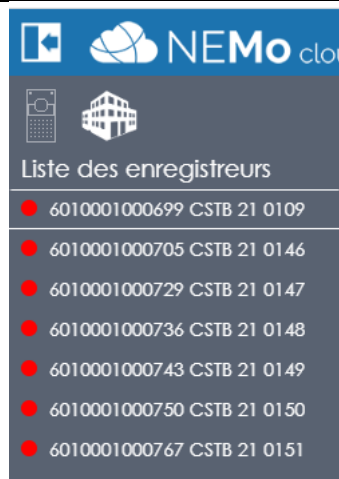 NEMo clou
Liste des enregistreurs
6010001000699 CSTB 21 0109
6010001000705 CSTB 21 0146
6010001000729 CSTB 21 0147
6010001000736 CSTB 21 0148
6010001000743 CSTB 21 0149
6010001000750 CSTB 21 0150
6010001000767 CSTB 21 0151